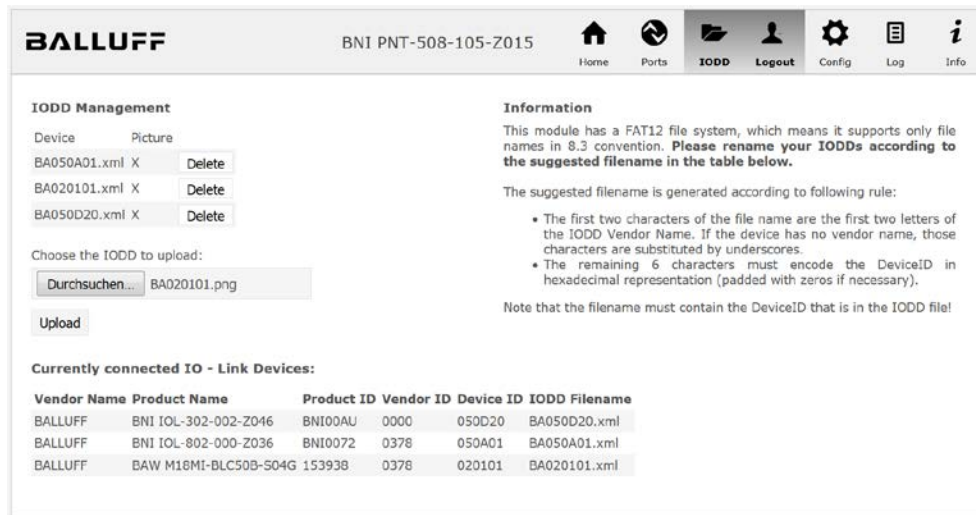 BALLUFF
BNI PNT-508-105-Z015
Home
Ports
IODD
Logout
Config
Log
Info
IODD Management
Device Picture
BA050A01.xml X Delete
BA020101.xml X Delete
BA050D20.xml X Delete
Choose the IODD to upload:
Durchsuchen... BA020101.png
Upload
Information
This module has a FAT12 file system, which means it supports only file
names in 8.3 convention. Please rename your IODDs according to
the suggested filename in the table below.
The suggested filename is generated according to following rule:
• The first two characters of the file name are the first two letters of
the IODD Vendor Name. If the device has no vendor name, those
characters are substituted by underscores.
• The remaining 6 characters must encode the DeviceID in
hexadecimal representation (padded with zeros if necessary).
Note that the filename must contain the DeviceID that is in the IODD file!
Currently connected IO - Link Devices:
Vendor Name Product Name Product ID Vendor ID Device ID IODD Filename
BALLUFF BNI IOL-302-002-Z046 BNI00AU 0000 050D20 BA050D20.xml
BALLUFF BNI IOL-802-000-Z036 BNI0072 0378 050A01 BA050A01.xml
BALLUFF BAW M18MI-BLC50B-S04G 153938 0378 020101 BA020101.xml